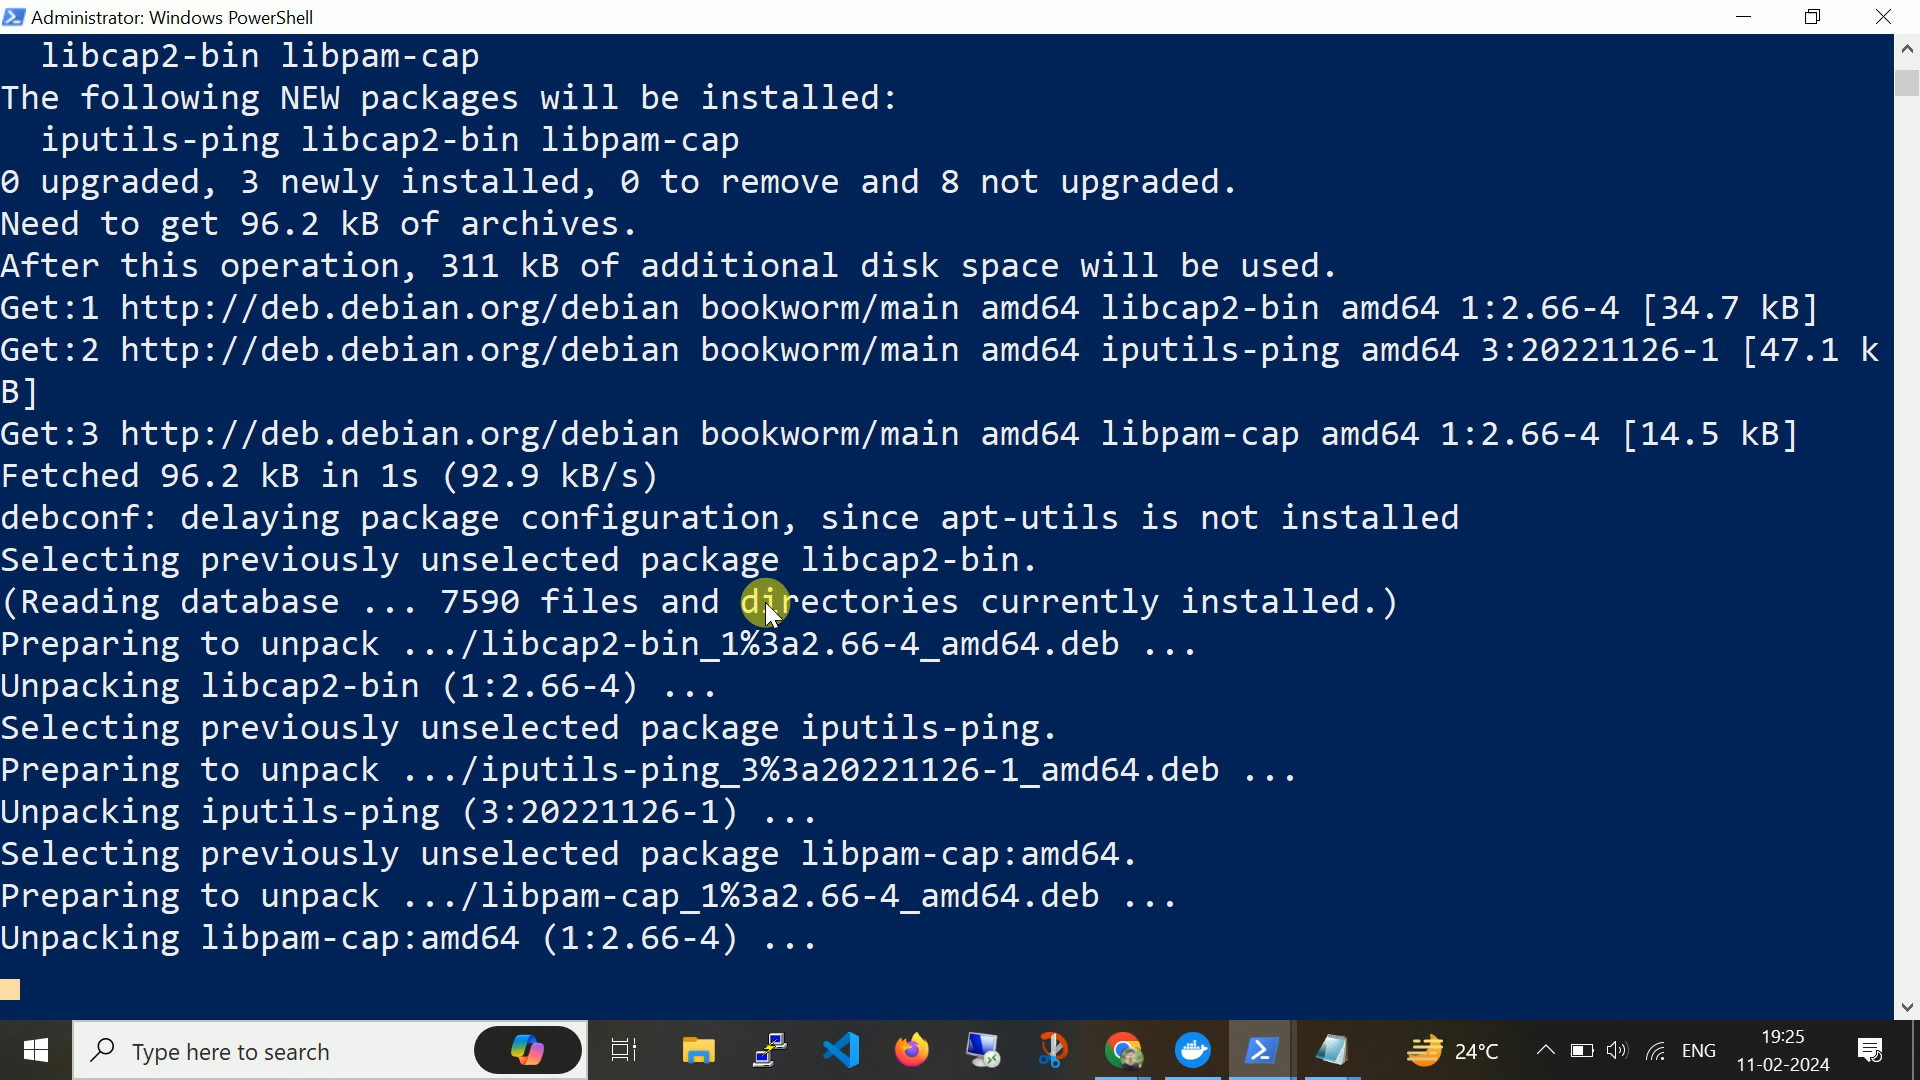 Administrator: Windows PowerShell
libcap2-bin libpam-cap
The following NEW packages will be installed:
iputils-ping libcap2-bin libpam-cap
0 upgraded, 3 newly installed, 0 to remove and 8 not upgraded.
Need to get 96.2 kB of archives.
After this operation, 311 kB of additional disk space will be used.
Get:1 http://deb.debian.org/debian bookworm/main amd64 libcap2-bin amd64 1:2.66-4 [34.7 kB]
Get:2 http://deb.debian.org/debian bookworm/main amd64 iputils-ping amd64 3:20221126-1 [47.1 k
B]
Get:3 http://deb.debian.org/debian bookworm/main amd64 libpam-cap amd64 1:2.66-4 [14.5 kB]
Fetched 96.2 kB in 1s (92.9 kB/s)
debconf: delaying package configuration, since apt-utils is not installed
Selecting previously unselected package libcap2-bin.
(Reading database ... 7590 files and directories currently installed.)
Preparing to unpack .../libcap2-bin_1%3a2.66-4_amd64.deb ...
Unpacking libcap2-bin (1:2.66-4) ...
Selecting previously unselected package iputils-ping.
Preparing to unpack .../iputils-ping_3%3a20221126-1_amd64.deb ...
Unpacking iputils-ping (3:20221126-1) ...
Selecting previously unselected package libpam-cap:amd64.
Preparing to unpack .../libpam-cap_1%3a2.66-4_amd64.deb ...
Unpacking libpam-cap:amd64 (1:2.66-4) ...
Type here to search
24°C
ENG
19:25
11-02-2024